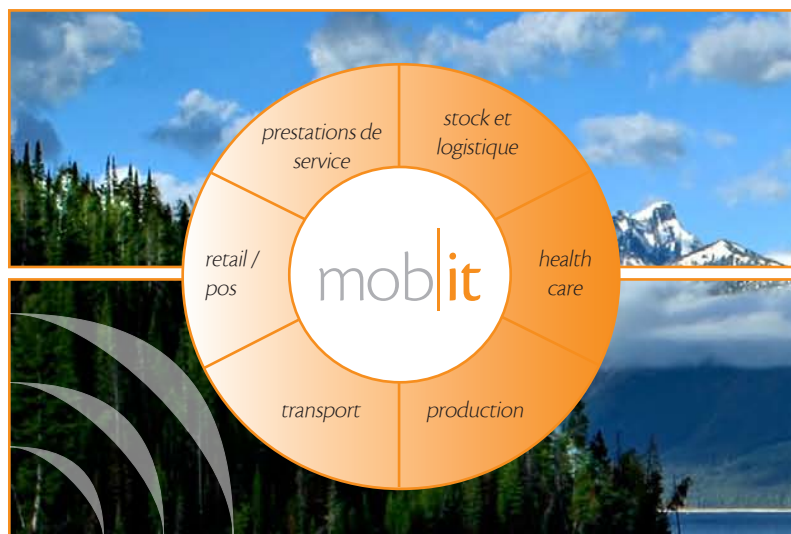 prestations de
service
stock et
logistique
retail /
pos
mob|it
health
care
transport
production